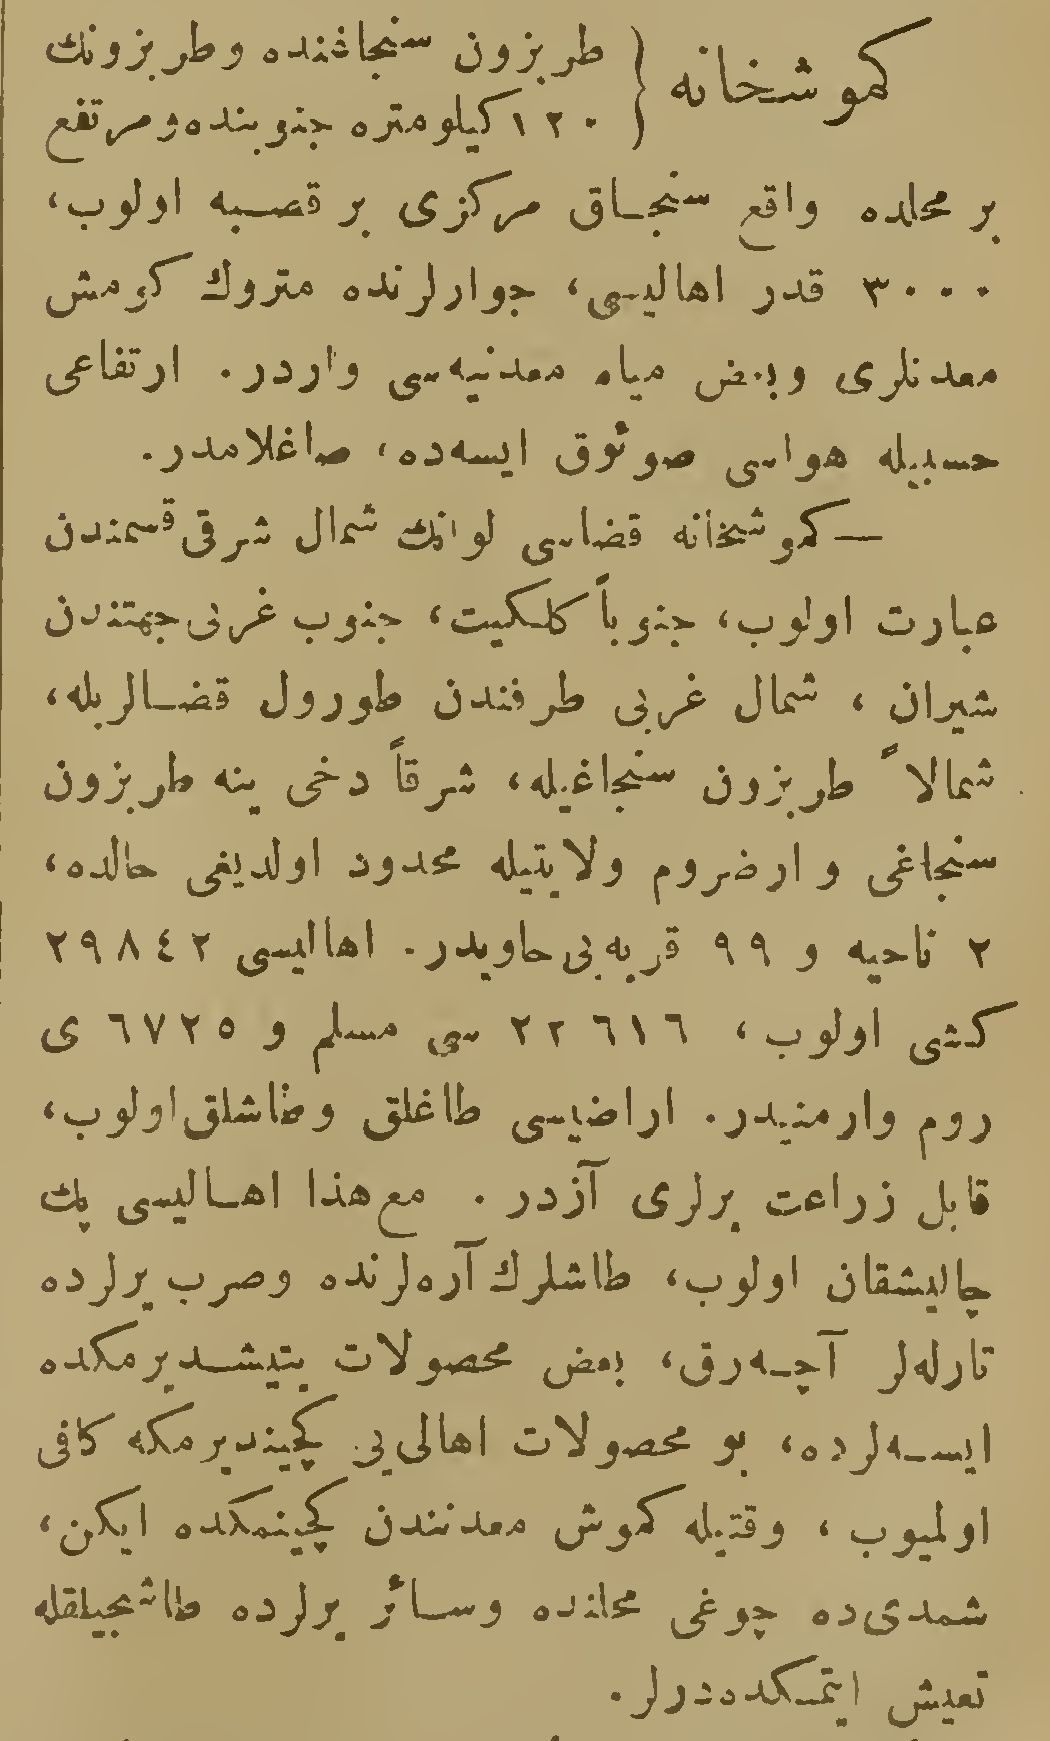 كموشخانه { طربزون سنجاغنده وطربزونك
١٢٠ كيلومتره جنوبنده ومرتفع
بر محلده واقع سنجاق مركزى بر قصبه اولوب،
٣٠٠٠ قدر اهاليسى، جوارلرنده متروك كومش
معدنلرى وبعض مياه معدنيه‌سى واردر. ارتفاعى
حسبيله هواسى صوئوق ايسه‌ده، صاغلامدر.
— كموشخانه قضاسى لوانك شمال شرقى قسمندن
عبارت اولوب، جنوباً كلكيت، جنوب غربى جهتندن
شيران، شمال غربى طرفندن طورول قضالريله،
شمالاً طربزون سنجاغيله، شرقاً دخى ينه طربزون
سنجاغى و ارضروم ولايتيله محدود اولديغى حالده،
٢ ناحيه و ٩٩ قريه‌يى حاويدر. اهاليسى ٢٩٨٤٢
كشى اولوب، ٢٢٦١٦ سى مسلم و ٦٧٢٥ ى
روم وارمنيدر. اراضيسى طاغلق وطاشلق اولوب،
قابل زراعت يرلرى آزدر. مع هذا اهاليسى پك
چاليشقان اولوب، طاشلرك آره‌لرنده وصرب يرلرده
تارله‌لر آچه‌رق، بعض محصولات يتيشديرمكده
ايسه‌لرده، بو محصولات اهالى‌يى كچينديرمكه كافى
اولميوب، وقتيله كموش معدنندن كچينمكده ايكن،
شمدى‌ده چوغى محلنده وسائر يرلرده طاشجيلقله
تعيش ايتمكده‌درلر.